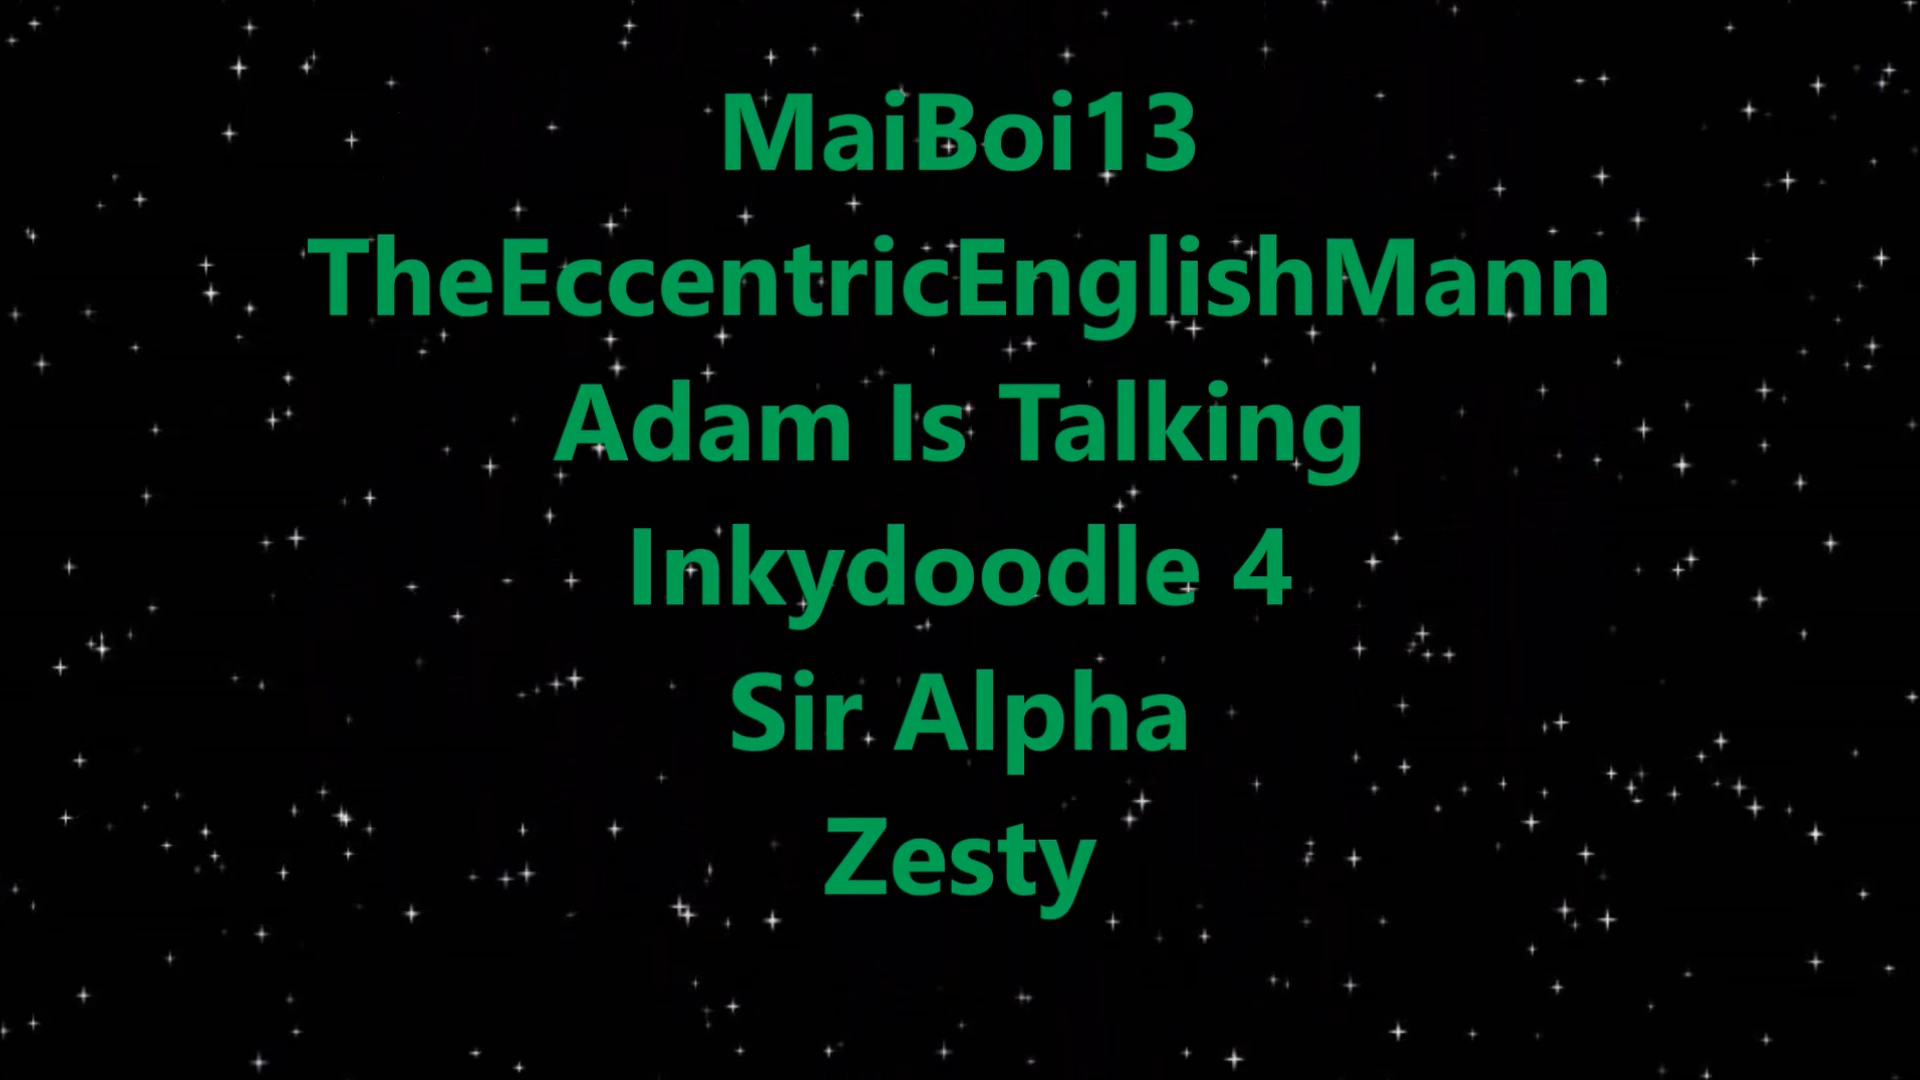 MaiBoi13
TheEccentricEnglishMann
Adam Is Talking
Inkydoodle 4
Sir Alpha
Zesty